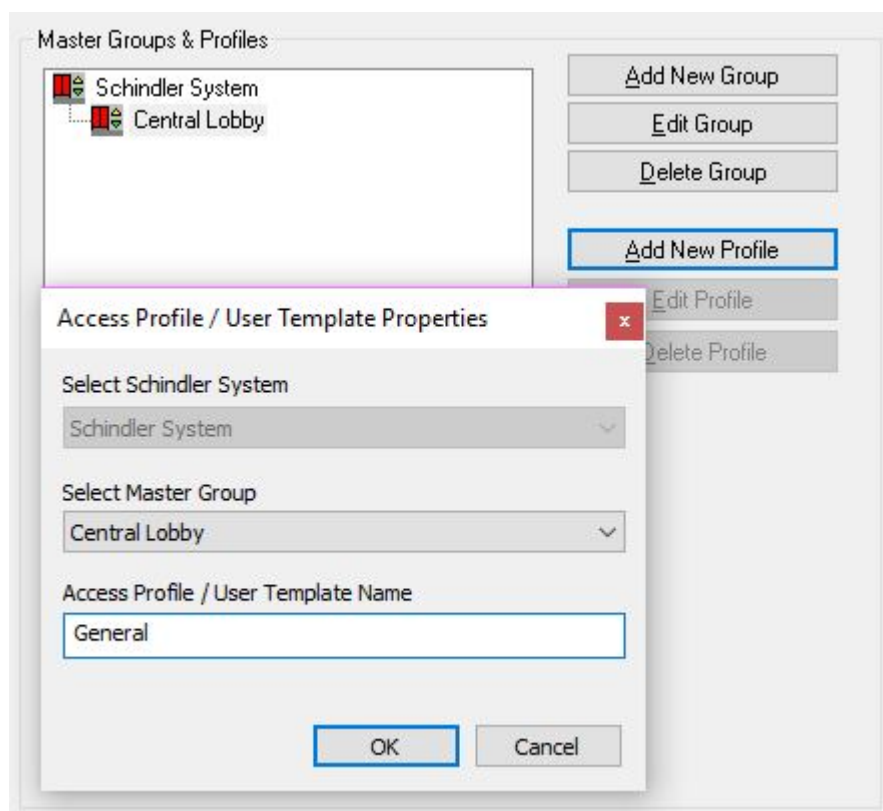 Master Groups & Profiles
Schindler System
Central Lobby
Add New Group
Edit Group
Delete Group
Add New Profile
Edit Profile
Delete Profile
Access Profile / User Template Properties
x
Select Schindler System
Schindler System
Select Master Group
Central Lobby
Access Profile / User Template Name
General
OK
Cancel